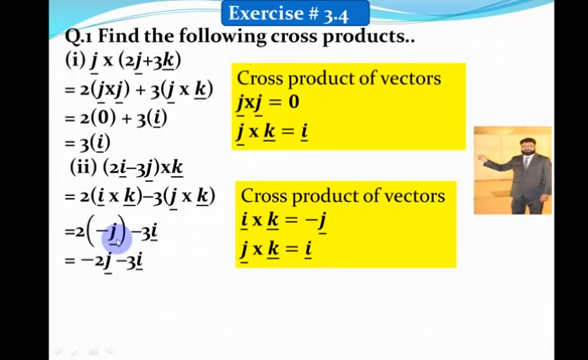 Exercise # 3.4
Q.1 Find the following cross products..
(i) j x (2j+3k)
= 2(jxj) + 3(j x k)
= 2(0) + 3(i)
= 3(i)
(ii) (2i−3j)xk
= 2(i x k)−3(j x k)
=2(−j) −3i
= −2j −3i
Cross product of vectors
jxj = 0
j x k = i
Cross product of vectors
i x k = −j
j x k = i